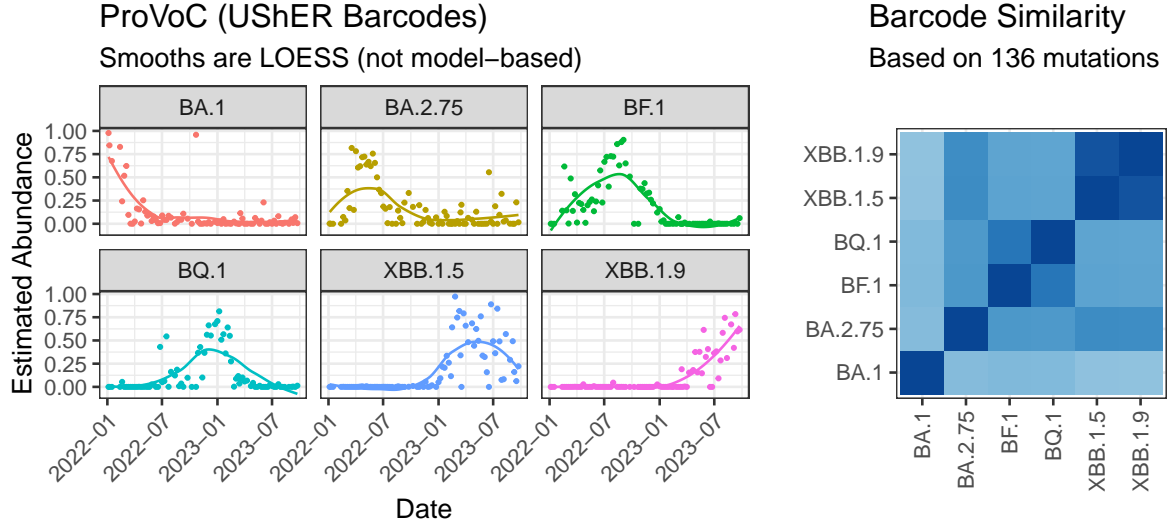 ProVoC (UShER Barcodes)
Smooths are LOESS (not model−based)
BA.1
BA.2.75
BF.1
1.00
0.75
0.50
0.25
0.00
BQ.1
XBB.1.5
XBB.1.9
1.00
0.75
0.50
0.25
0.00
Estimated Abundance
2022−01
2022−07
2023−01
2023−07
2022−01
2022−07
2023−01
2023−07
2022−01
2022−07
2023−01
2023−07
Date
Barcode Similarity
Based on 136 mutations
XBB.1.9
XBB.1.5
BQ.1
BF.1
BA.2.75
BA.1
BA.1
BA.2.75
BF.1
BQ.1
XBB.1.5
XBB.1.9